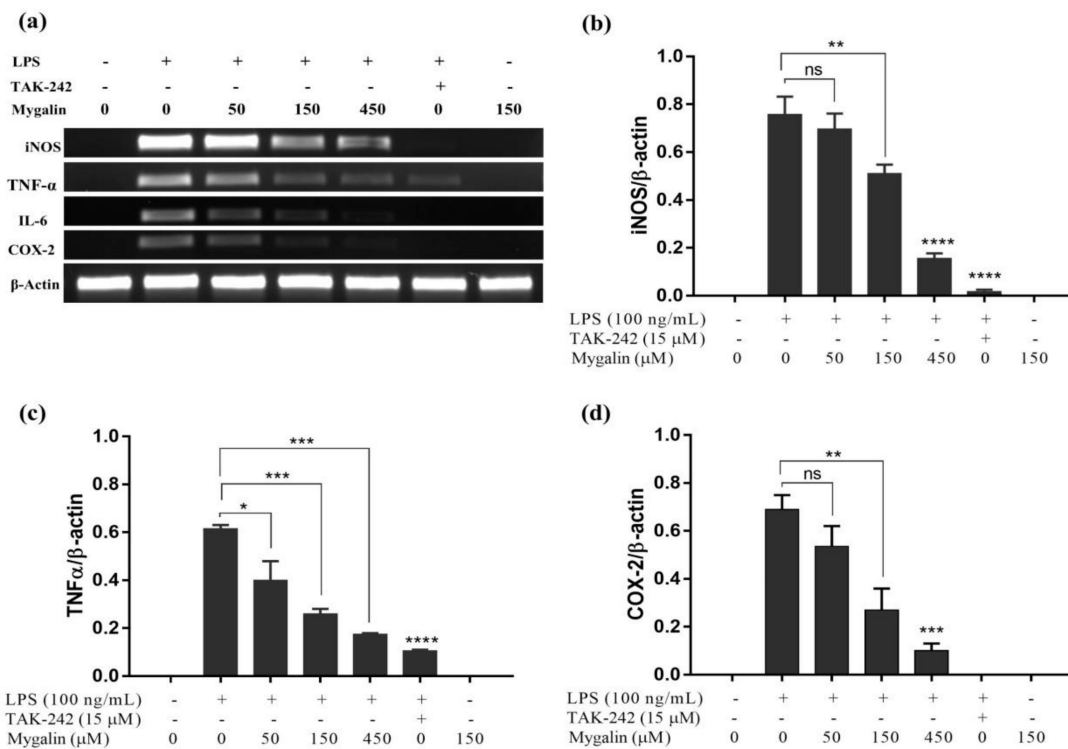 (a)
LPS - + + + + + -
TAK-242 - - - - - + -
Mygalin 0 0 50 150 450 0 150
iNOS
TNF-α
IL-6
COX-2
β-Actin
(b)
iNOS/β-actin
1.0
0.8
0.6
0.4
0.2
0.0
**
ns
****
****
LPS (100 ng/mL) - + + + + + -
TAK-242 (15 μM) - - - - - + -
Mygalin (μM) 0 0 50 150 450 0 150
(c)
TNFα/β-actin
1.0
0.8
0.6
0.4
0.2
0.0
***
***
*
****
LPS (100 ng/mL) - + + + + + -
TAK-242 (15 μM) - - - - - + -
Mygalin (μM) 0 0 50 150 450 0 150
(d)
COX-2/β-actin
1.0
0.8
0.6
0.4
0.2
0.0
**
ns
***
LPS (100 ng/mL) - + + + + + -
TAK-242 (15 μM) - - - - - + -
Mygalin (μM) 0 0 50 150 450 0 150